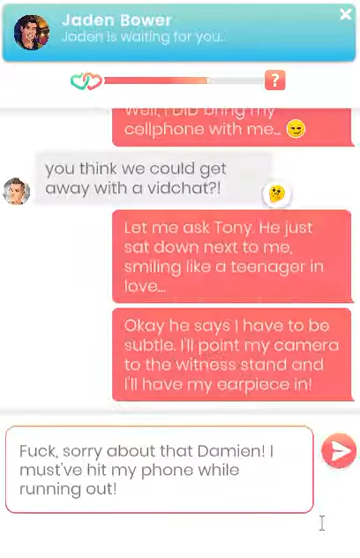 Jaden Bower
Jaden is waiting for you.
?
Well, I DID bring my
cellphone with me...
you think we could get
away with a vidchat?!
Let me ask Tony. He just
sat down next to me,
smiling like a teenager in
love...
Okay he says I have to be
subtle. I'll point my camera
to the witness stand and
I'll have my earpiece in!
Fuck, sorry about that Damien! I
must've hit my phone while
running out!